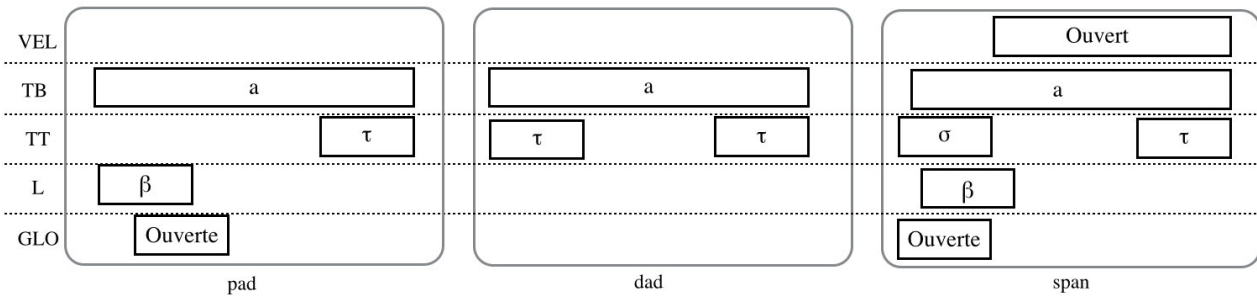 VEL Ouvert
TB a a a
TT τ τ τ σ τ
L β β
GLO Ouverte Ouverte
pad dad span